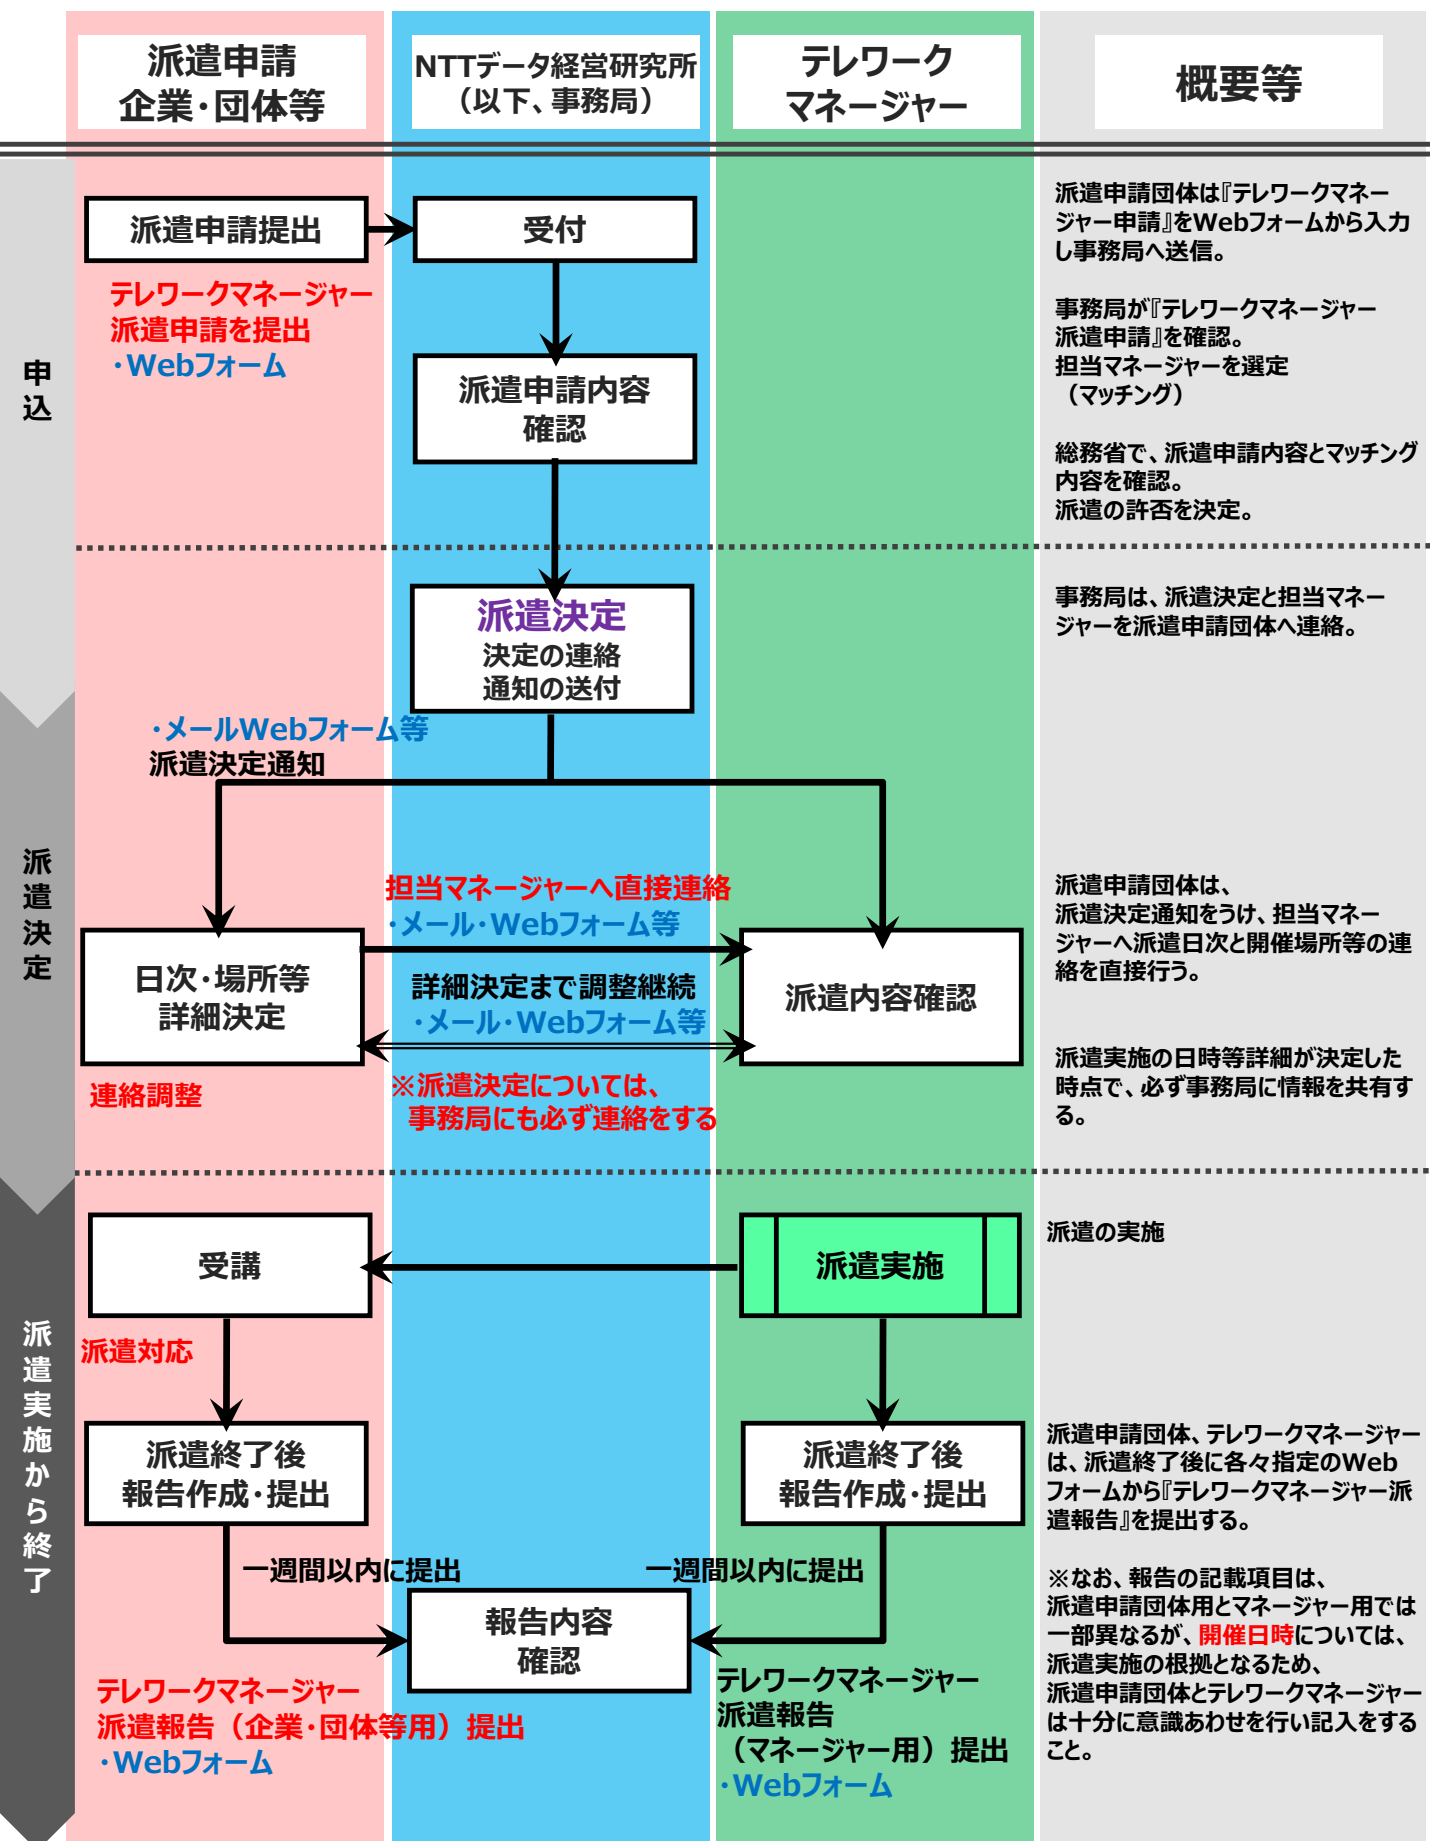 派遣申請
企業・団体等
NTTデータ経営研究所
（以下、事務局）
テレワーク
マネージャー
概要等
申込
派遣申請提出
受付
テレワークマネージャー
派遣申請を提出
・Webフォーム
派遣申請内容
確認
派遣申請団体は『テレワークマネー
ジャー申請』をWebフォームから入力
し事務局へ送信。
事務局が『テレワークマネージャー
派遣申請』を確認。
担当マネージャーを選定
（マッチング）
総務省で、派遣申請内容とマッチング
内容を確認。
派遣の許否を決定。
派遣決定
派遣決定
決定の連絡
通知の送付
事務局は、派遣決定と担当マネー
ジャーを派遣申請団体へ連絡。
・メールWebフォーム等
派遣決定通知
担当マネージャーへ直接連絡
・メール・Webフォーム等
日次・場所等
詳細決定
詳細決定まで調整継続
・メール・Webフォーム等
派遣内容確認
連絡調整
※派遣決定については、
事務局にも必ず連絡をする
派遣申請団体は、
派遣決定通知をうけ、担当マネー
ジャーへ派遣日次と開催場所等の連
絡を直接行う。
派遣実施の日時等詳細が決定した
時点で、必ず事務局に情報を共有す
る。
派遣実施から終了
受講
派遣実施
派遣の実施
派遣対応
派遣終了後
報告作成・提出
派遣終了後
報告作成・提出
一週間以内に提出
一週間以内に提出
報告内容
確認
テレワークマネージャー
派遣報告（企業・団体等用）提出
・Webフォーム
テレワークマネージャー
派遣報告
（マネージャー用）提出
・Webフォーム
派遣申請団体、テレワークマネージャー
は、派遣終了後に各々指定のWeb
フォームから『テレワークマネージャー派
遣報告』を提出する。
※なお、報告の記載項目は、
派遣申請団体用とマネージャー用では
一部異なるが、開催日時については、
派遣実施の根拠となるため、
派遣申請団体とテレワークマネージャー
は十分に意識あわせを行い記入をする
こと。